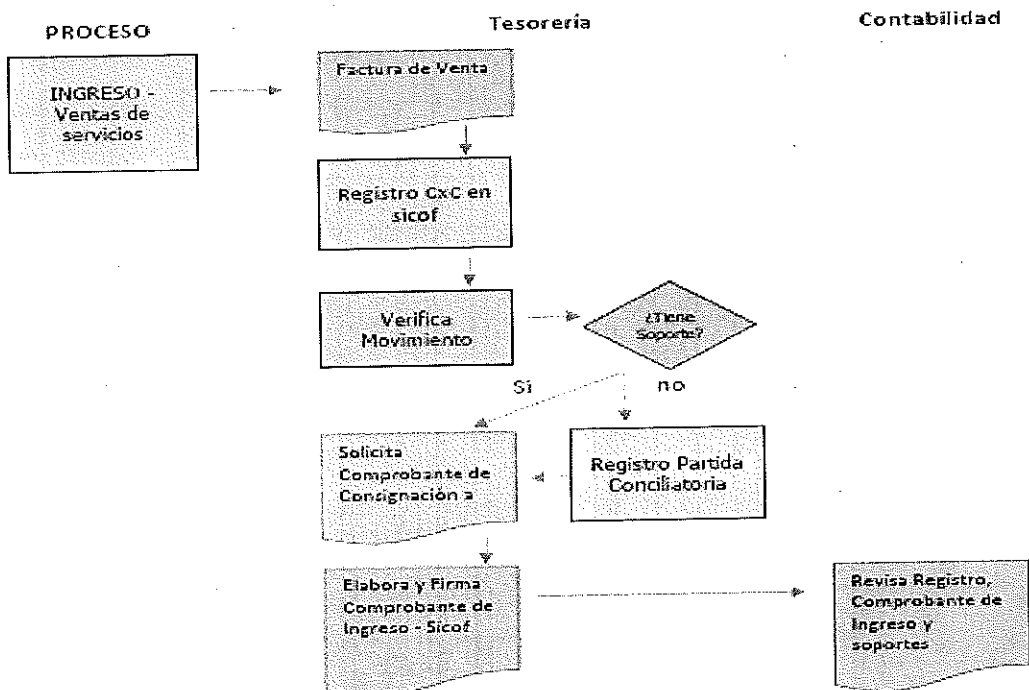 PROCESO
Tesorería
Contabilidad
INGRESO -
Ventas de
servicios
Factura de Venta
Registro CxC en
sicof
Verifica
Movimiento
¿Tiene
Soporte?
Si
no
Solicita
Comprobante de
Consignación a
Registro Partida
Conciliatoria
Elabora y Firma
Comprobante de
Ingreso - Sicof
Revisa Registro,
Comprobante de
Ingreso y
soportes